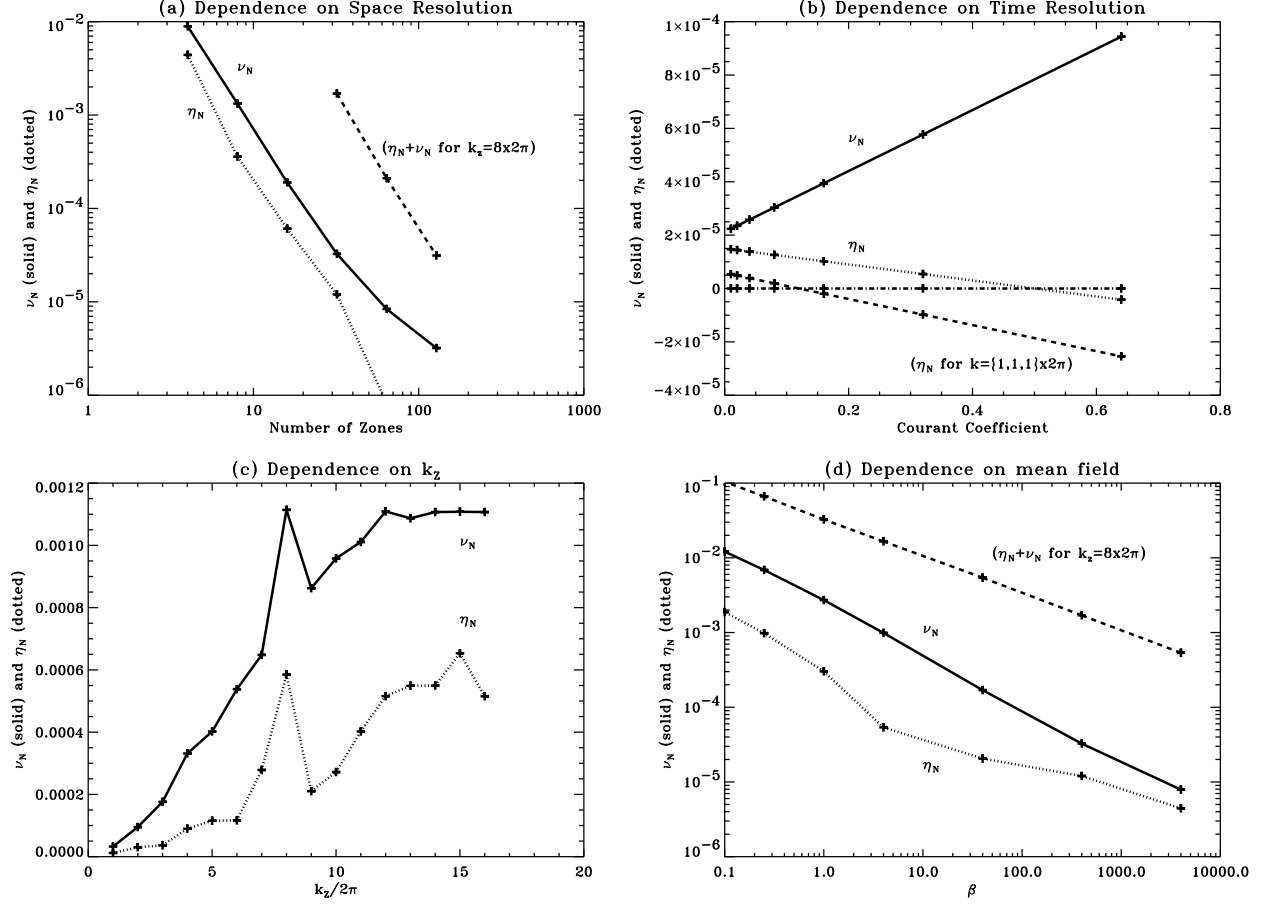 (a) Dependence on Space Resolution
10⁻²
10⁻³
10⁻⁴
10⁻⁵
10⁻⁶
ν_N (solid) and η_N (dotted)
ν_N
η_N
(η_N+ν_N for k_z=8x2π)
1
10
100
1000
Number of Zones
(b) Dependence on Time Resolution
1×10⁻⁴
8×10⁻⁵
6×10⁻⁵
4×10⁻⁵
2×10⁻⁵
0
-2×10⁻⁵
-4×10⁻⁵
ν_N (solid) and η_N (dotted)
ν_N
η_N
(η_N for k={1,1,1}x2π)
0.0
0.2
0.4
0.6
0.8
Courant Coefficient
(c) Dependence on k_z
0.0012
0.0010
0.0008
0.0006
0.0004
0.0002
0.0000
ν_N (solid) and η_N (dotted)
ν_N
η_N
0
5
10
15
20
k_z/2π
(d) Dependence on mean field
10⁻¹
10⁻²
10⁻³
10⁻⁴
10⁻⁵
10⁻⁶
ν_N (solid) and η_N (dotted)
(η_N+ν_N for k_z=8x2π)
ν_N
η_N
0.1
1.0
10.0
100.0
1000.0
10000.0
β